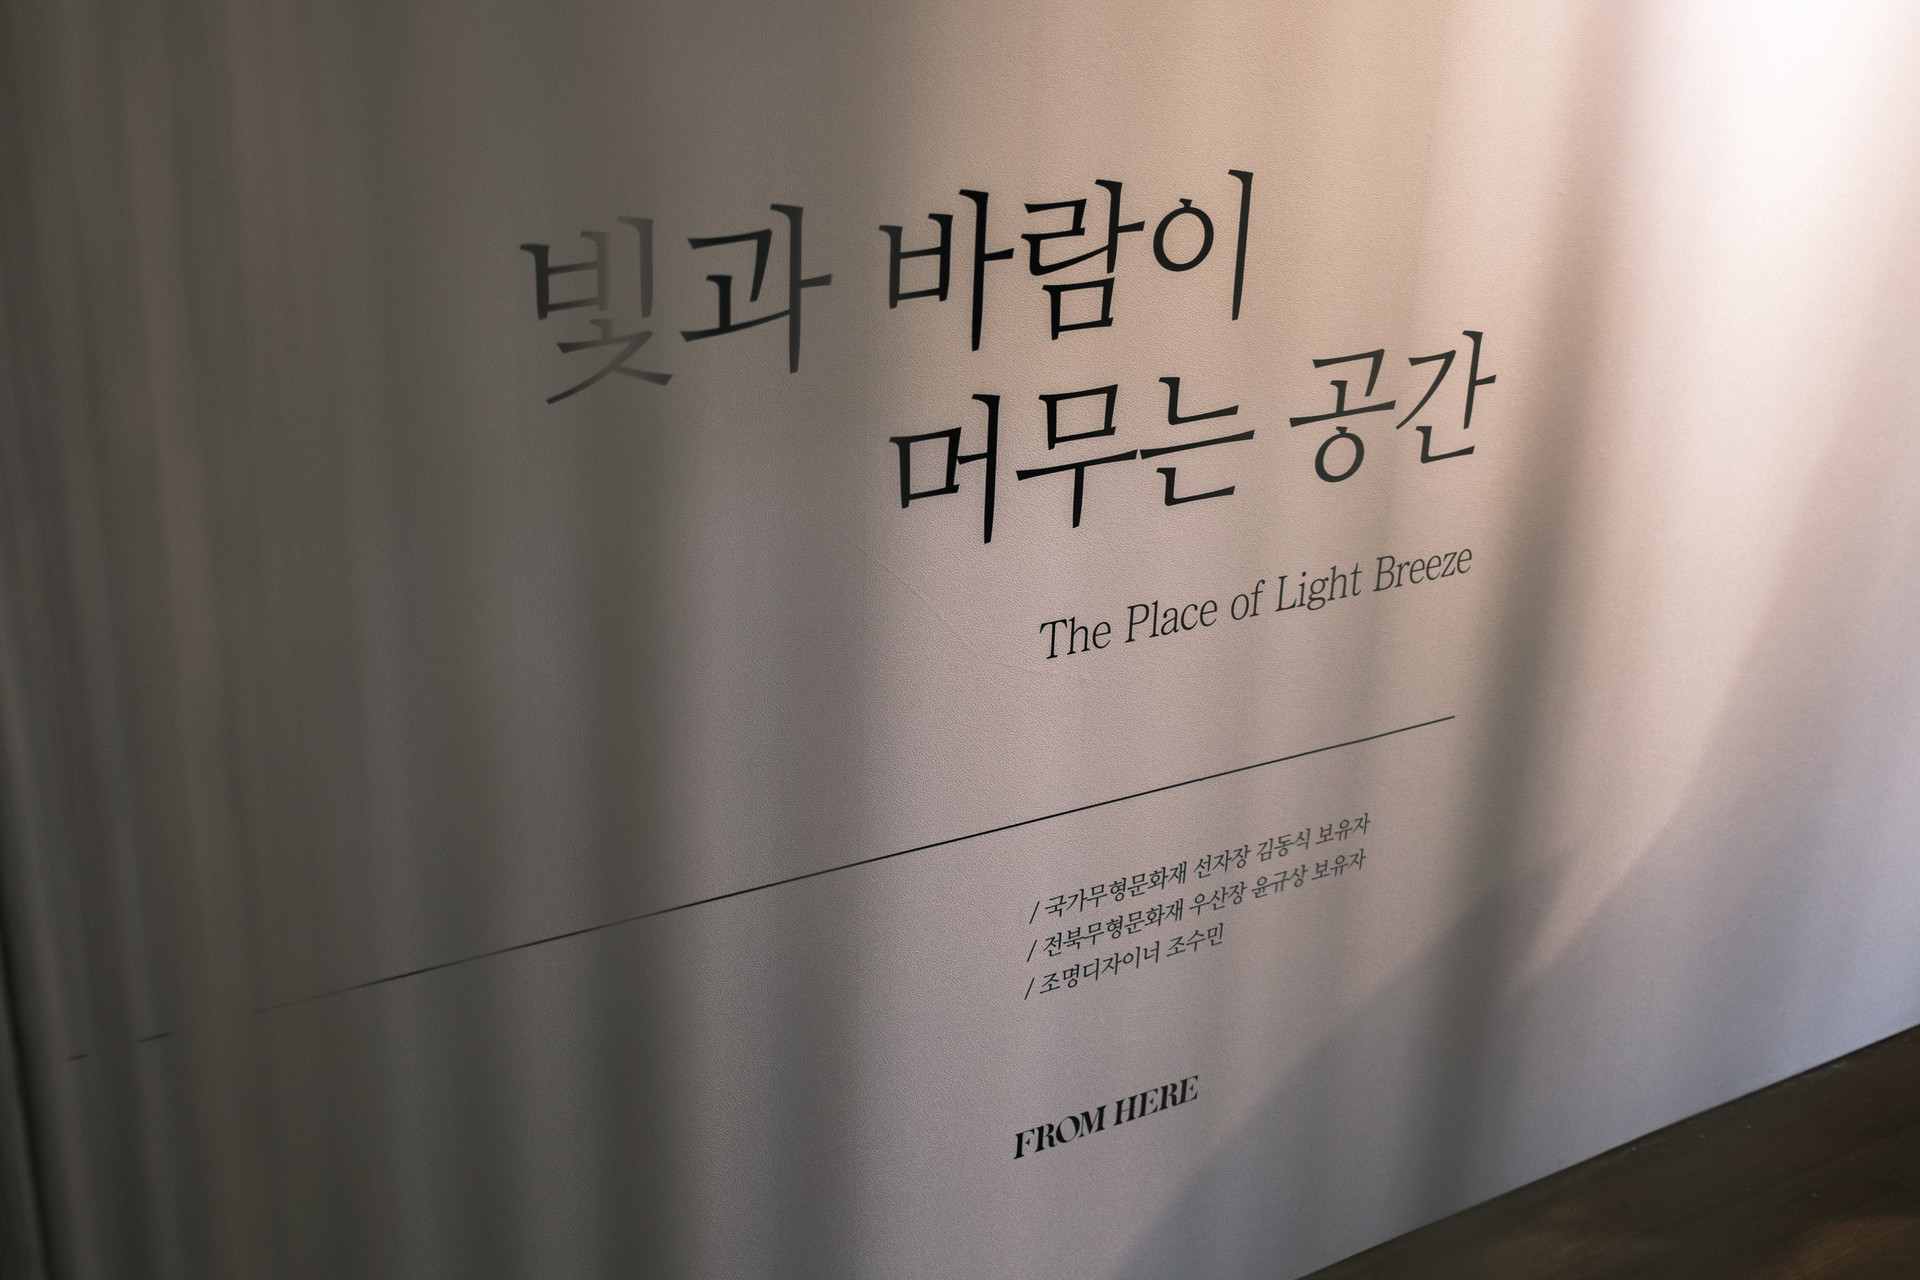 빛과 바람이
머무는 공간
The Place of Light Breeze
/ 국가무형문화재 선자장 김동식 보유자
/ 전북무형문화재 우산장 윤규상 보유자
/ 조명디자이너 조수민
FROM HERE